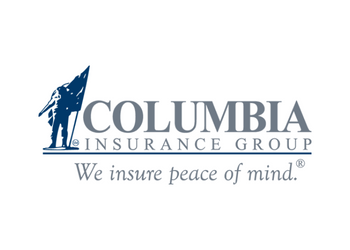 COLUMBIA
INSURANCE GROUP
We insure peace of mind.®